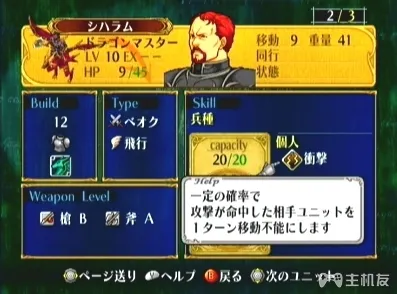 シハラム
2/3
ドラゴンマスター
LV 10 EX--
HP 9/45
移動 9 重量 41
同行
状態
Build
12
Type
ベオク
飛行
Skill
兵種
capacity
20/20
個人
衝撃
Weapon Level
槍 B 斧 A
Help
一定の確率で
攻撃が命中した相手ユニットを
1ターン移動不能にします
ページ送り ヘルプ 戻る 次のユニット
主机友